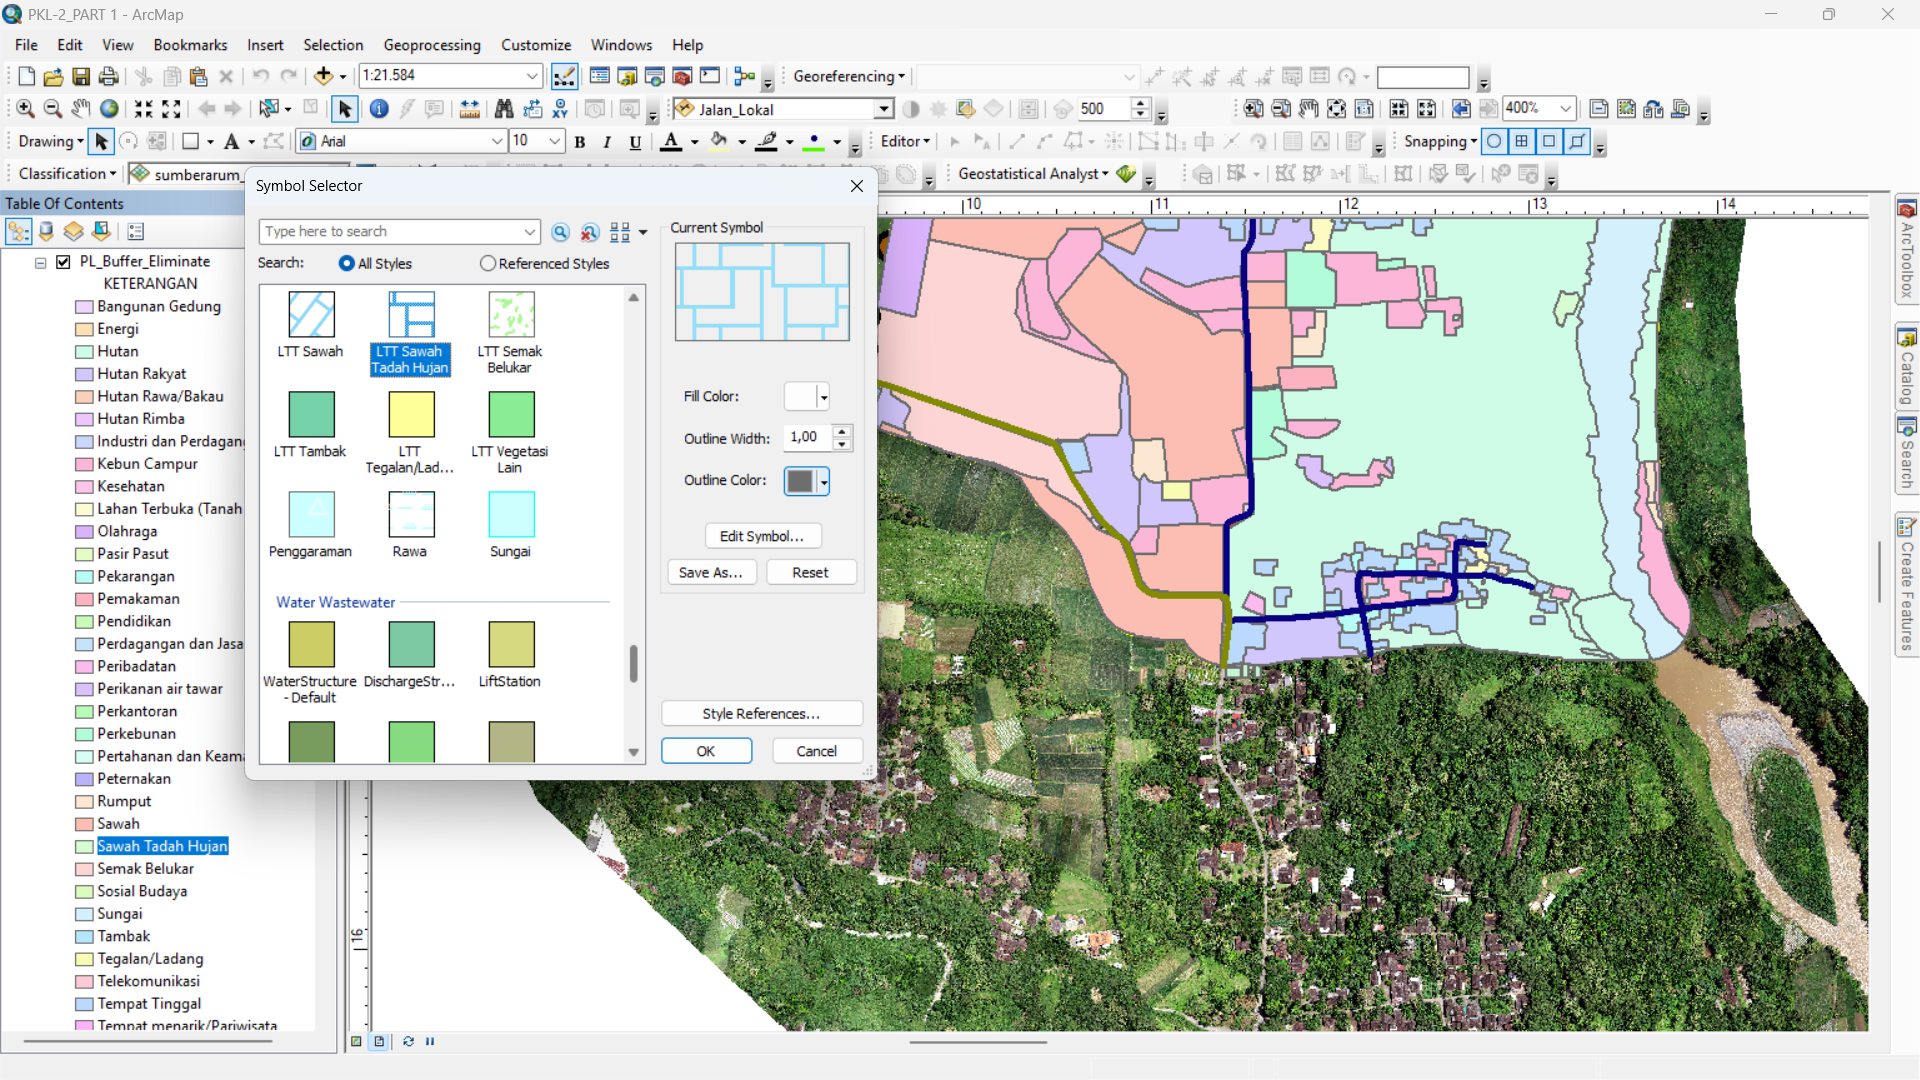 PKL-2_PART 1 - ArcMap
File Edit View Bookmarks Insert Selection Geoprocessing Customize Windows Help
1:21.584 Georeferencing
Jalan_Lokal 500 400%
Drawing A Arial 10 B I U A Editor Snapping
Classification sumberarum_ Geostatistical Analyst
Table Of Contents
PL_Buffer_Eliminate
KETERANGAN
Bangunan Gedung
Energi
Hutan
Hutan Rakyat
Hutan Rawa/Bakau
Hutan Rimba
Industri dan Perdagang
Kebun Campur
Kesehatan
Lahan Terbuka (Tanah
Olahraga
Pasir Pasut
Pekarangan
Pemakaman
Pendidikan
Perdagangan dan Jasa
Peribadatan
Perikanan air tawar
Perkantoran
Perkebunan
Pertahanan dan Keama
Peternakan
Rumput
Sawah
Sawah Tadah Hujan
Semak Belukar
Sosial Budaya
Sungai
Tambak
Tegalan/Ladang
Telekomunikasi
Tempat Tinggal
Tempat menarik/Pariwisata
Symbol Selector
Type here to search
Search: All Styles Referenced Styles
LTT Sawah
LTT Sawah
Tadah Hujan
LTT Semak
Belukar
LTT Tambak
LTT
Tegalan/Lad...
LTT Vegetasi
Lain
Penggaraman
Rawa
Sungai
Water Wastewater
WaterStructure
- Default
DischargeStr...
LiftStation
Current Symbol
Fill Color:
Outline Width: 1,00
Outline Color:
Edit Symbol...
Save As... Reset
Style References...
OK Cancel
10 11 12 13 14
16
ArcToolbox
Catalog
Search
Create Features